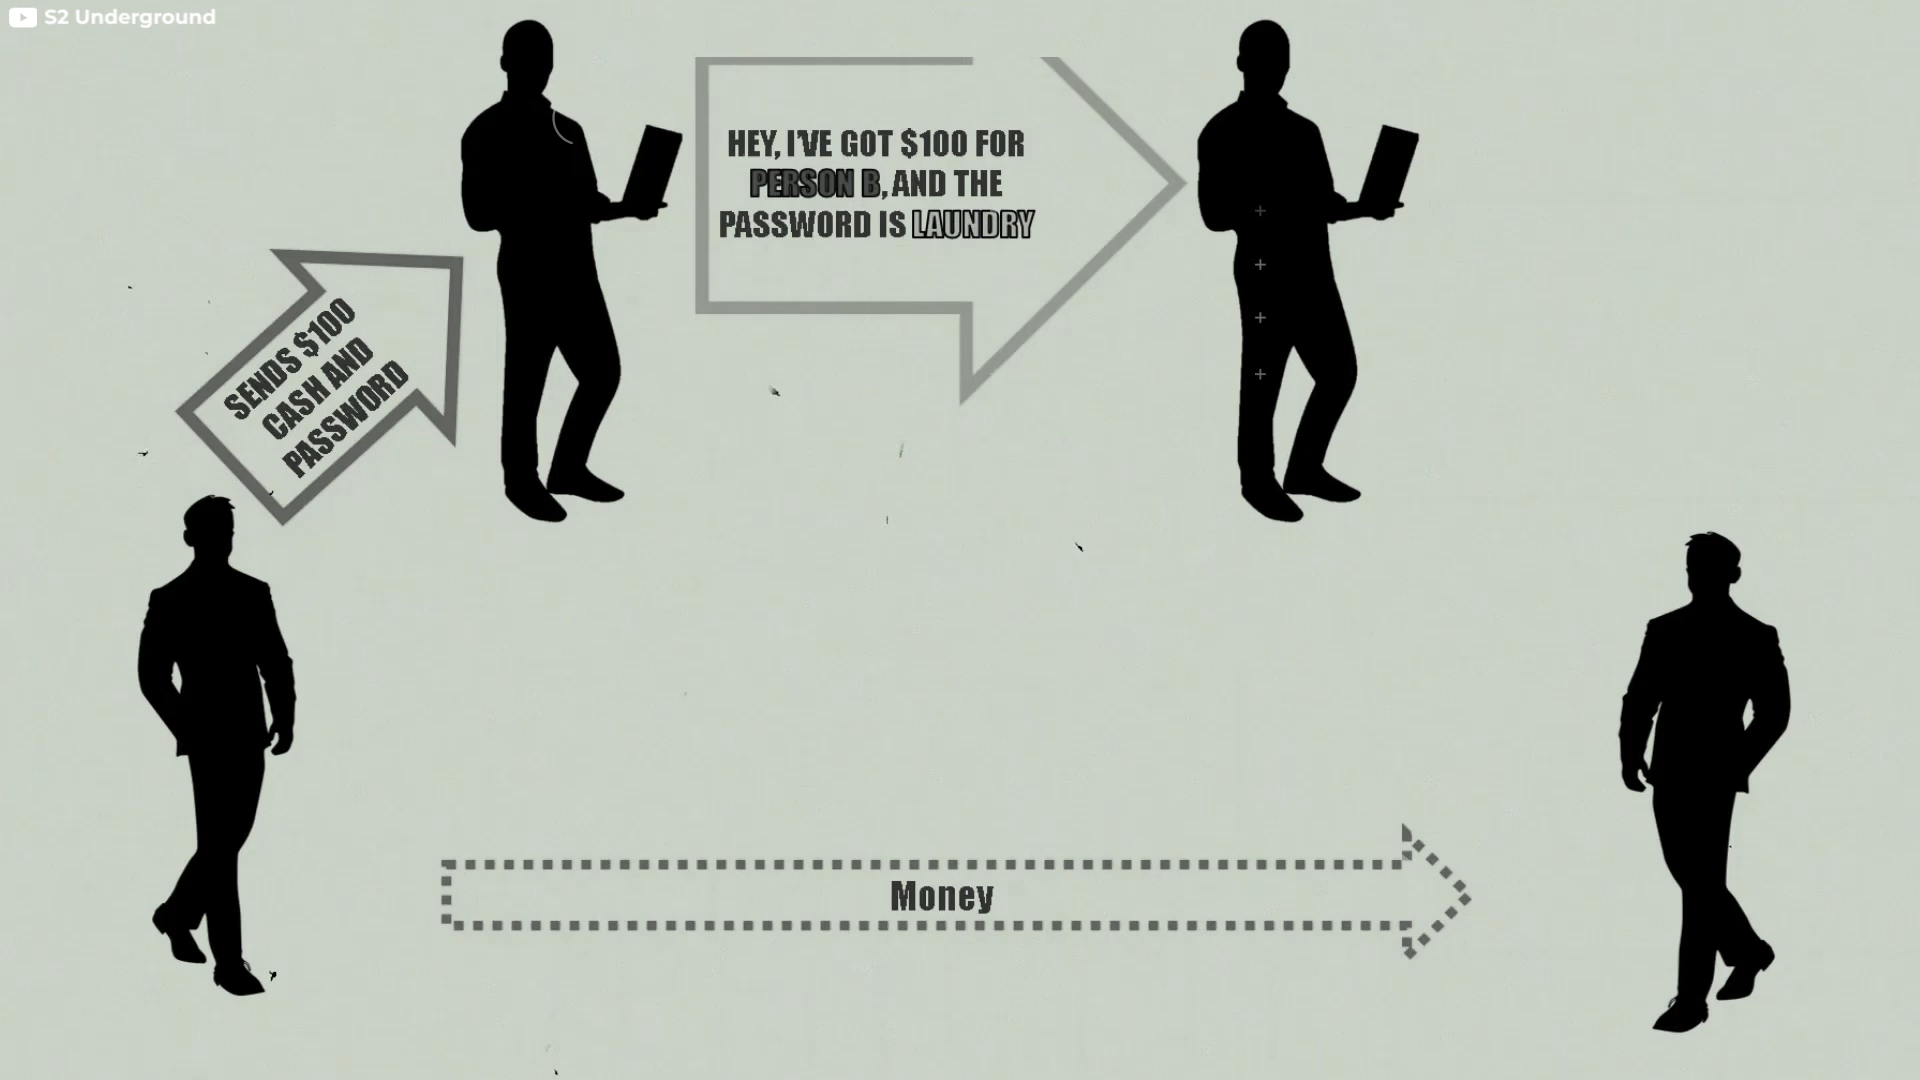 S2 Underground
HEY, I'VE GOT $100 FOR
PERSON B, AND THE
PASSWORD IS LAUNDRY
SENDS $100
CASH AND
PASSWORD
Money